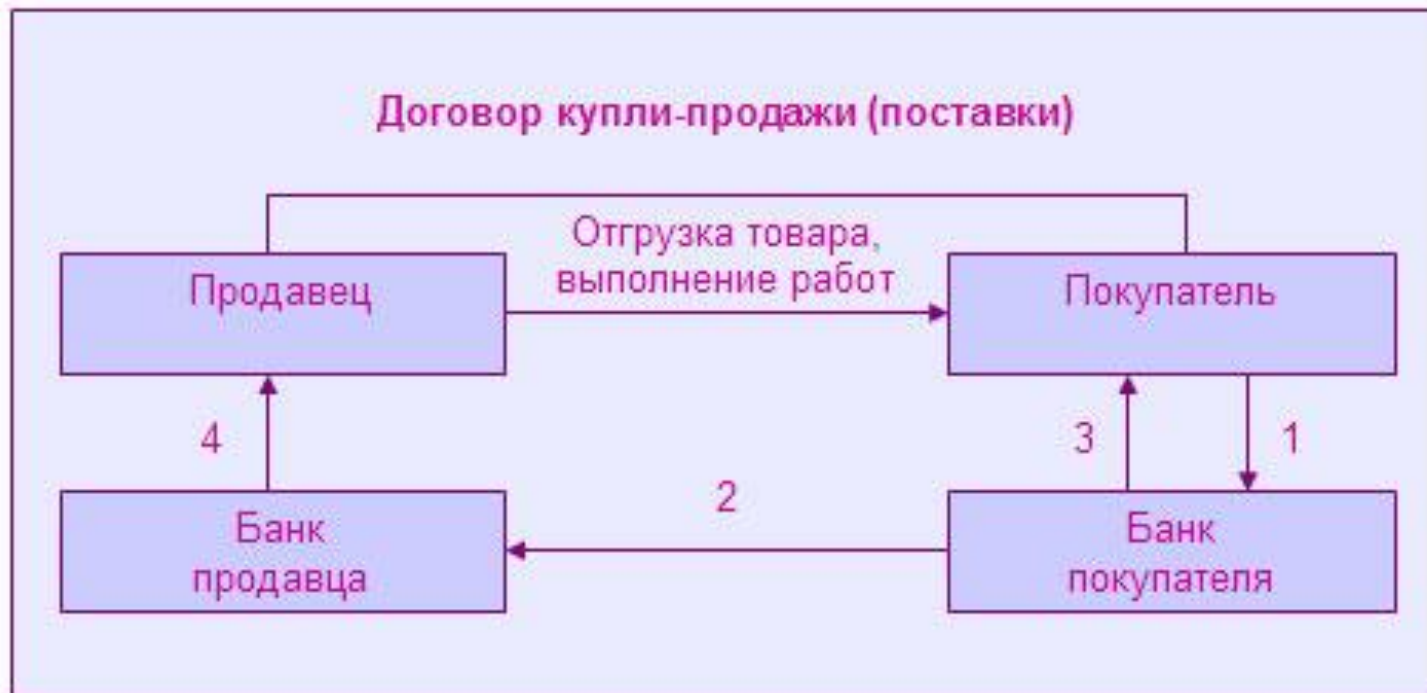 Договор купли-продажи (поставки)
Отгрузка товара,
выполнение работ
Продавец
Покупатель
4
3
1
2
Банк
продавца
Банк
покупателя